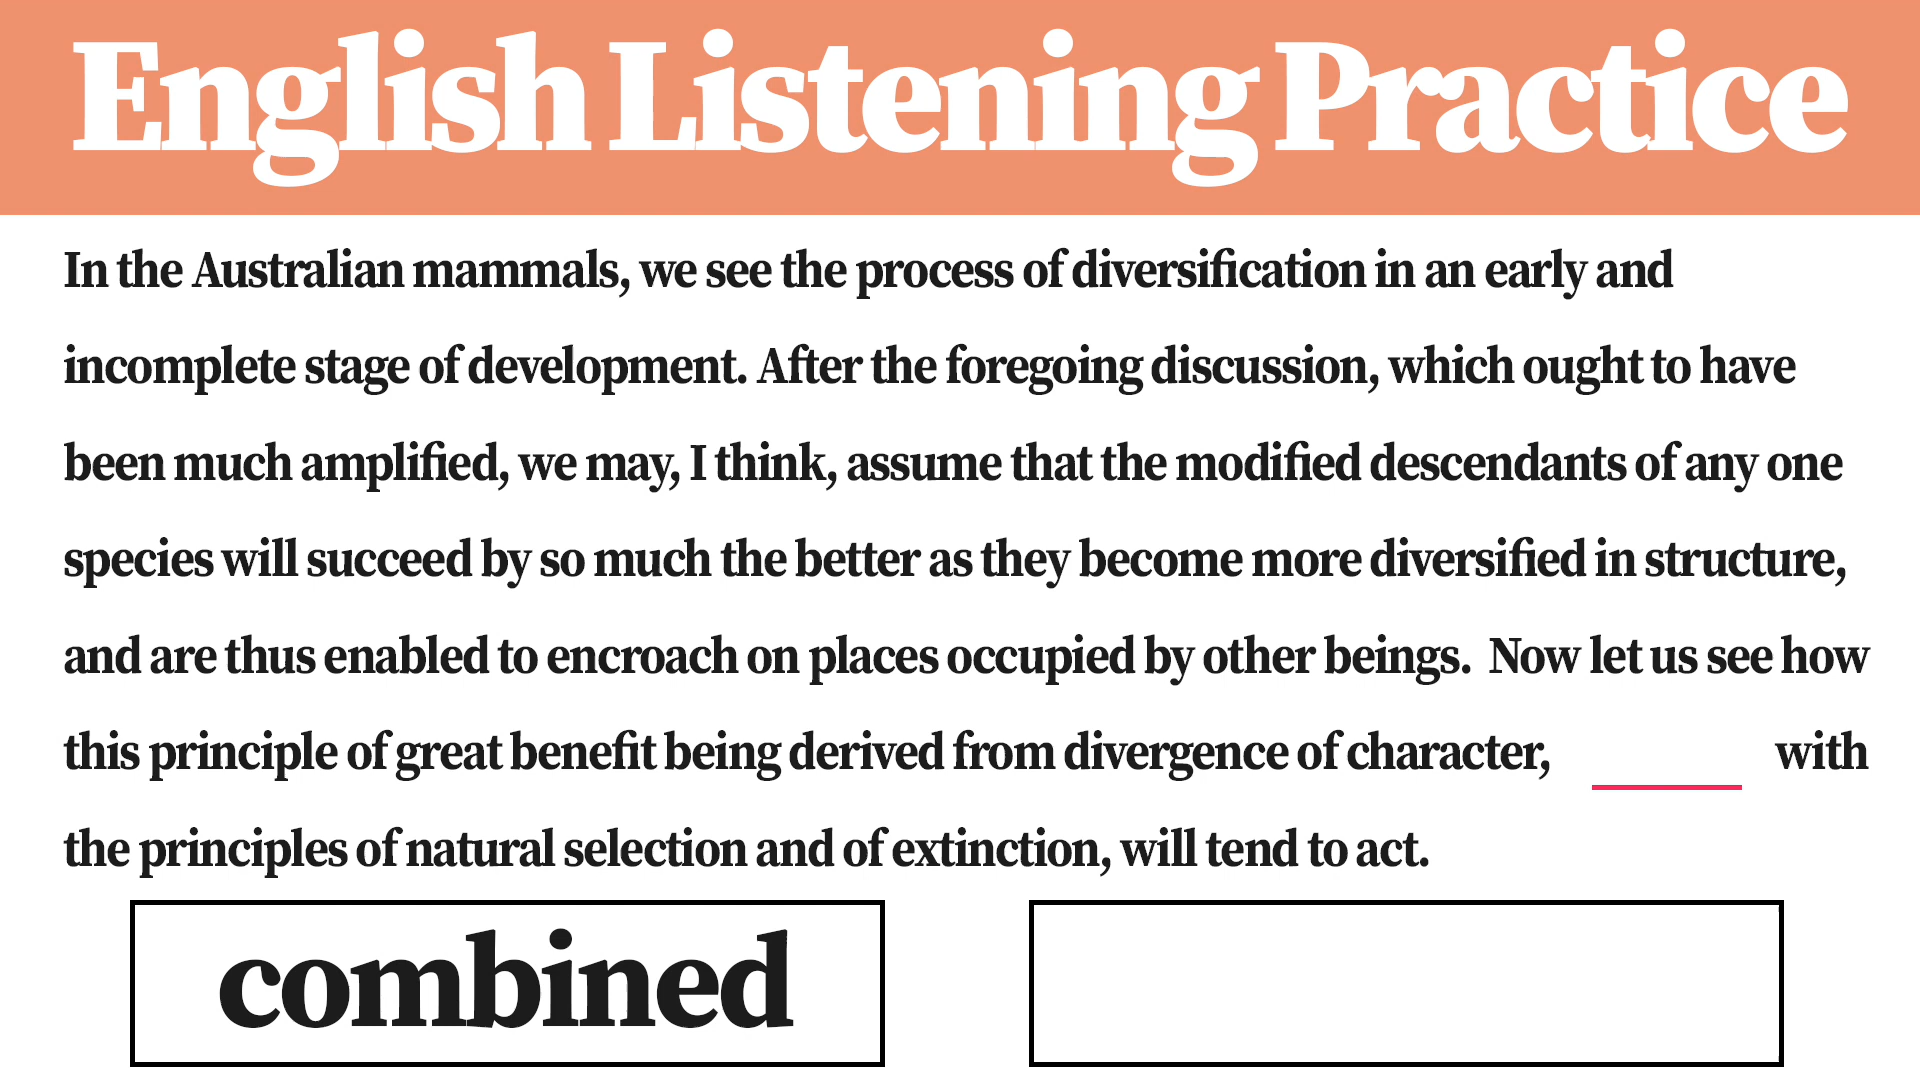 English Listening Practice
In the Australian mammals, we see the process of diversification in an early and
incomplete stage of development. After the foregoing discussion, which ought to have
been much amplified, we may, I think, assume that the modified descendants of any one
species will succeed by so much the better as they become more diversified in structure,
and are thus enabled to encroach on places occupied by other beings. Now let us see how
this principle of great benefit being derived from divergence of character, with
the principles of natural selection and of extinction, will tend to act.
combined